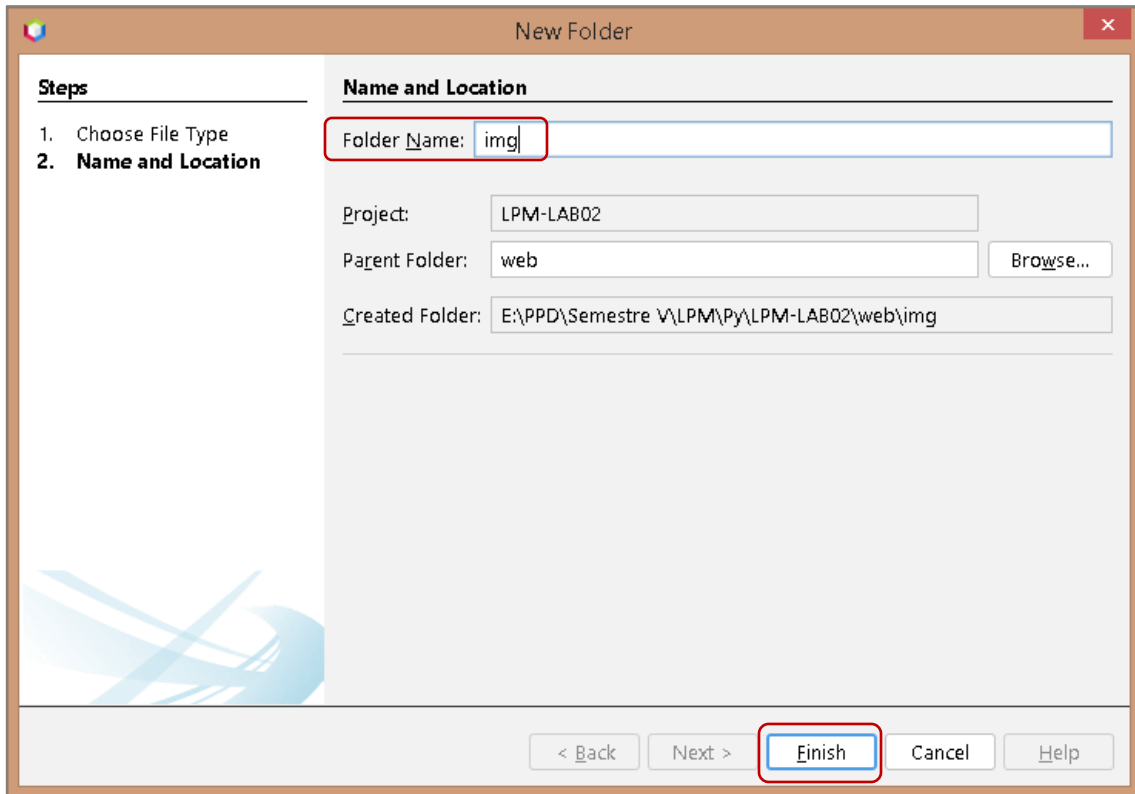 New Folder
Steps
1. Choose File Type
2. Name and Location
Name and Location
Folder Name: img
Project: LPM-LAB02
Parent Folder: web Browse...
Created Folder: E:\PPD\Semestre V\LPM\Py\LPM-LAB02\web\img
< Back Next > Finish Cancel Help